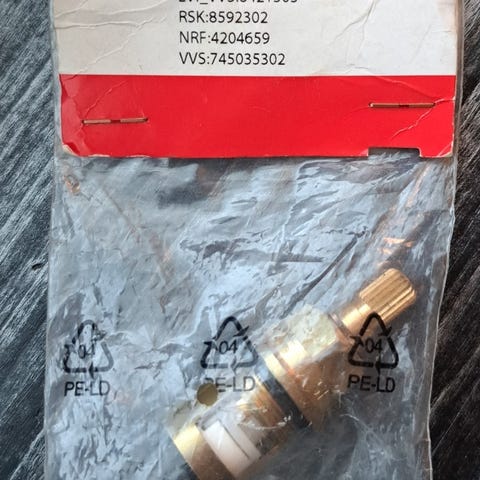 RSK:8592302
NRF:4204659
VVS:745035302
04 04 04
PE-LD PE-LD PE-LD